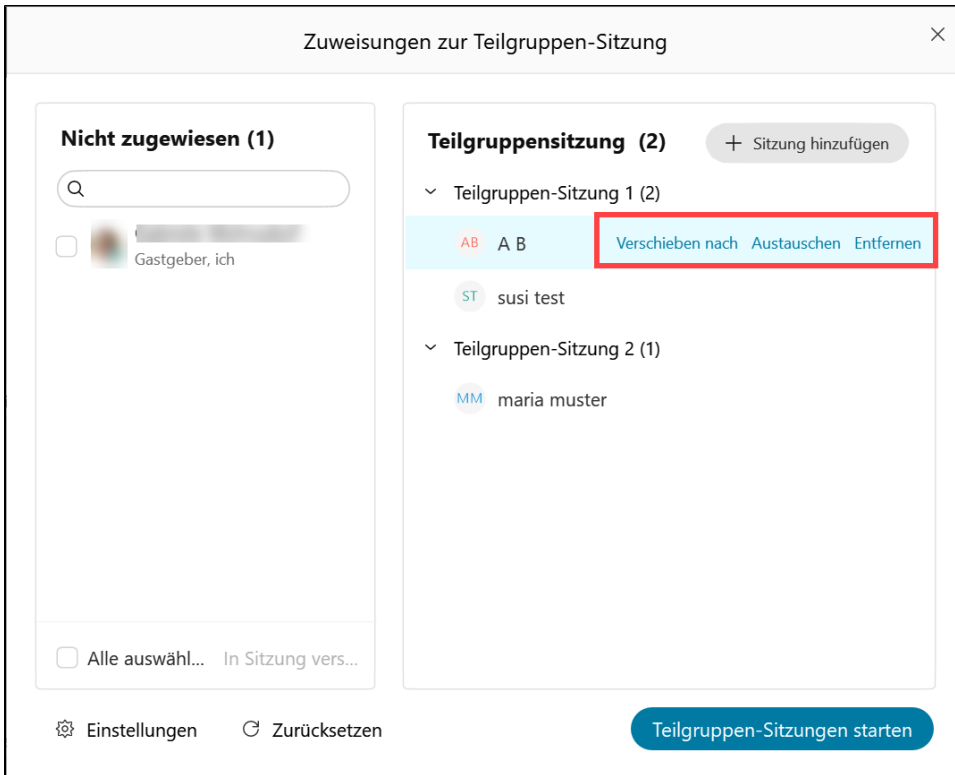 Zuweisungen zur Teilgruppen-Sitzung
Nicht zugewiesen (1)
Gastgeber, ich
Alle auswähl... In Sitzung vers...
Teilgruppensitzung (2) + Sitzung hinzufügen
Teilgruppen-Sitzung 1 (2)
AB A B Verschieben nach Austauschen Entfernen
ST susi test
Teilgruppen-Sitzung 2 (1)
MM maria muster
Einstellungen Zurücksetzen Teilgruppen-Sitzungen starten